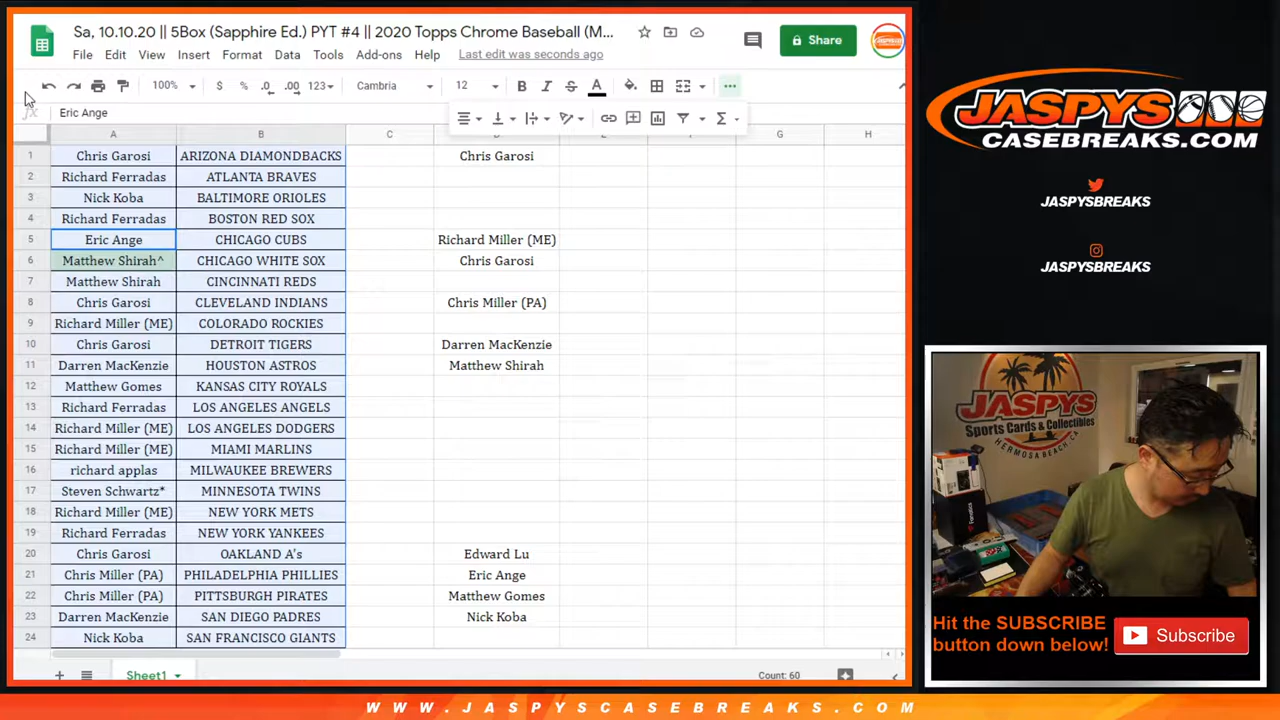 Sa, 10.10.20 || 5Box (Sapphire Ed.) PYT #4 || 2020 Topps Chrome Baseball (M...
File Edit View Insert Format Data Tools Add-ons Help Last edit was seconds ago
Share
100% $ % .0 .00 123 Cambria 12 B I S A ...
fx Eric Ange
A B C G H
1 Chris Garosi ARIZONA DIAMONDBACKS Chris Garosi
2 Richard Ferradas ATLANTA BRAVES
3 Nick Koba BALTIMORE ORIOLES
4 Richard Ferradas BOSTON RED SOX
5 Eric Ange CHICAGO CUBS Richard Miller (ME)
6 Matthew Shirah^ CHICAGO WHITE SOX Chris Garosi
7 Matthew Shirah CINCINNATI REDS
8 Chris Garosi CLEVELAND INDIANS Chris Miller (PA)
9 Richard Miller (ME) COLORADO ROCKIES
10 Chris Garosi DETROIT TIGERS Darren MacKenzie
11 Darren MacKenzie HOUSTON ASTROS Matthew Shirah
12 Matthew Gomes KANSAS CITY ROYALS
13 Richard Ferradas LOS ANGELES ANGELS
14 Richard Miller (ME) LOS ANGELES DODGERS
15 Richard Miller (ME) MIAMI MARLINS
16 richard applas MILWAUKEE BREWERS
17 Steven Schwartz* MINNESOTA TWINS
18 Richard Miller (ME) NEW YORK METS
19 Richard Ferradas NEW YORK YANKEES
20 Chris Garosi OAKLAND A's Edward Lu
21 Chris Miller (PA) PHILADELPHIA PHILLIES Eric Ange
22 Chris Miller (PA) PITTSBURGH PIRATES Matthew Gomes
23 Darren MacKenzie SAN DIEGO PADRES Nick Koba
24 Nick Koba SAN FRANCISCO GIANTS
Sheet1 Count: 60
JASPYS
CASEBREAKS.COM
JASPYSBREAKS
JASPYSBREAKS
JASPYS
Sports Cards & Collectibles
HERMOSA BEACH, CA
Hit the SUBSCRIBE
button down below!
Subscribe
WWW.JASPYSCASEBREAKS.COM